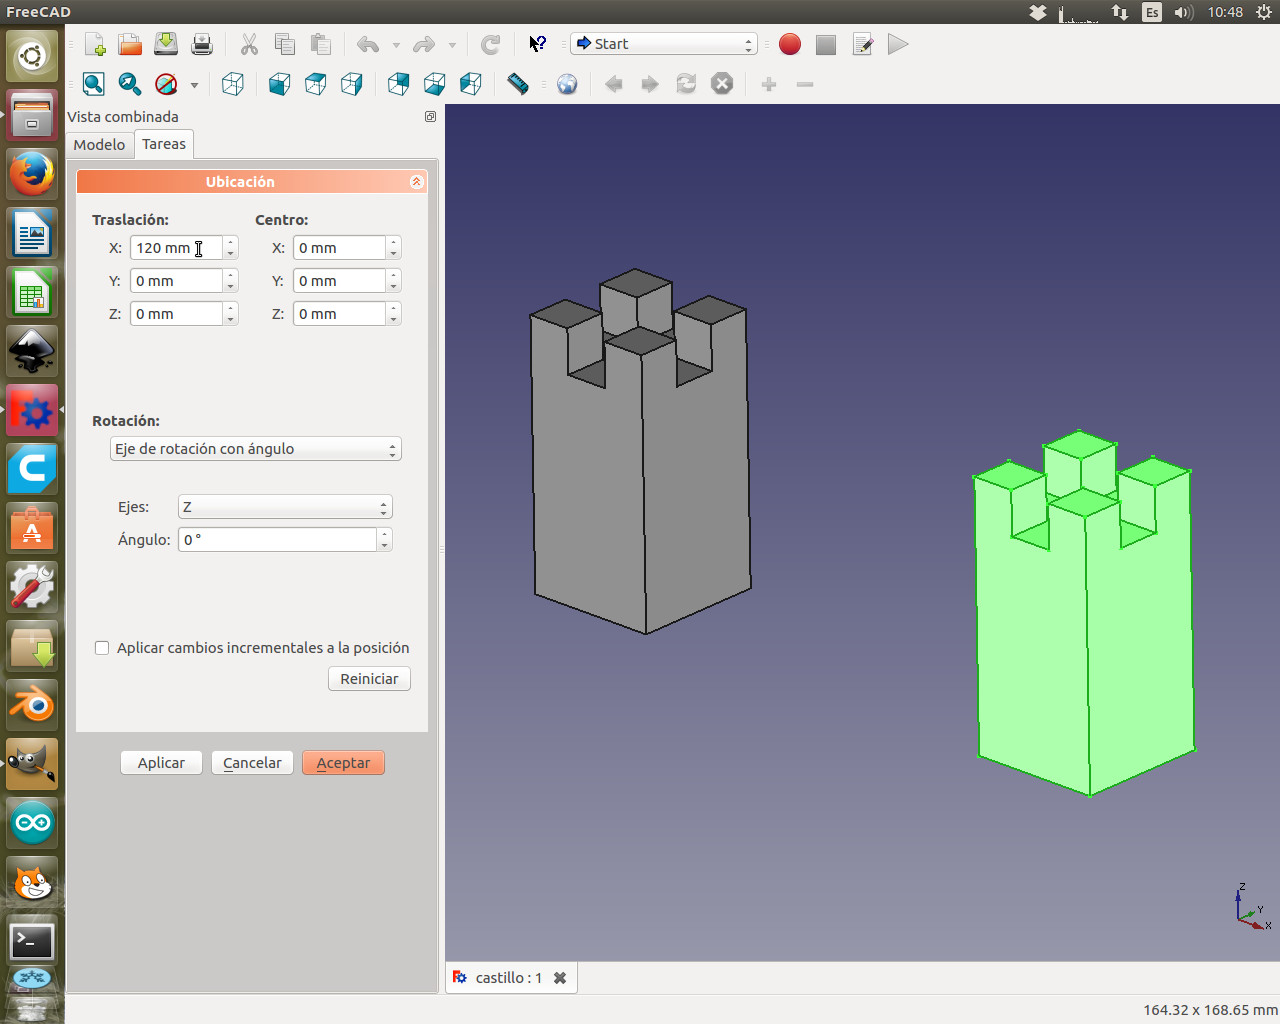 FreeCAD
Es
10:48
Start
Vista combinada
Modelo
Tareas
Ubicación
Traslación:
Centro:
X: 120 mm
X: 0 mm
Y: 0 mm
Y: 0 mm
Z: 0 mm
Z: 0 mm
Rotación:
Eje de rotación con ángulo
Ejes: Z
Ángulo: 0 °
Aplicar cambios incrementales a la posición
Reiniciar
Aplicar
Cancelar
Aceptar
Z
Y
X
castillo : 1
164.32 x 168.65 mm